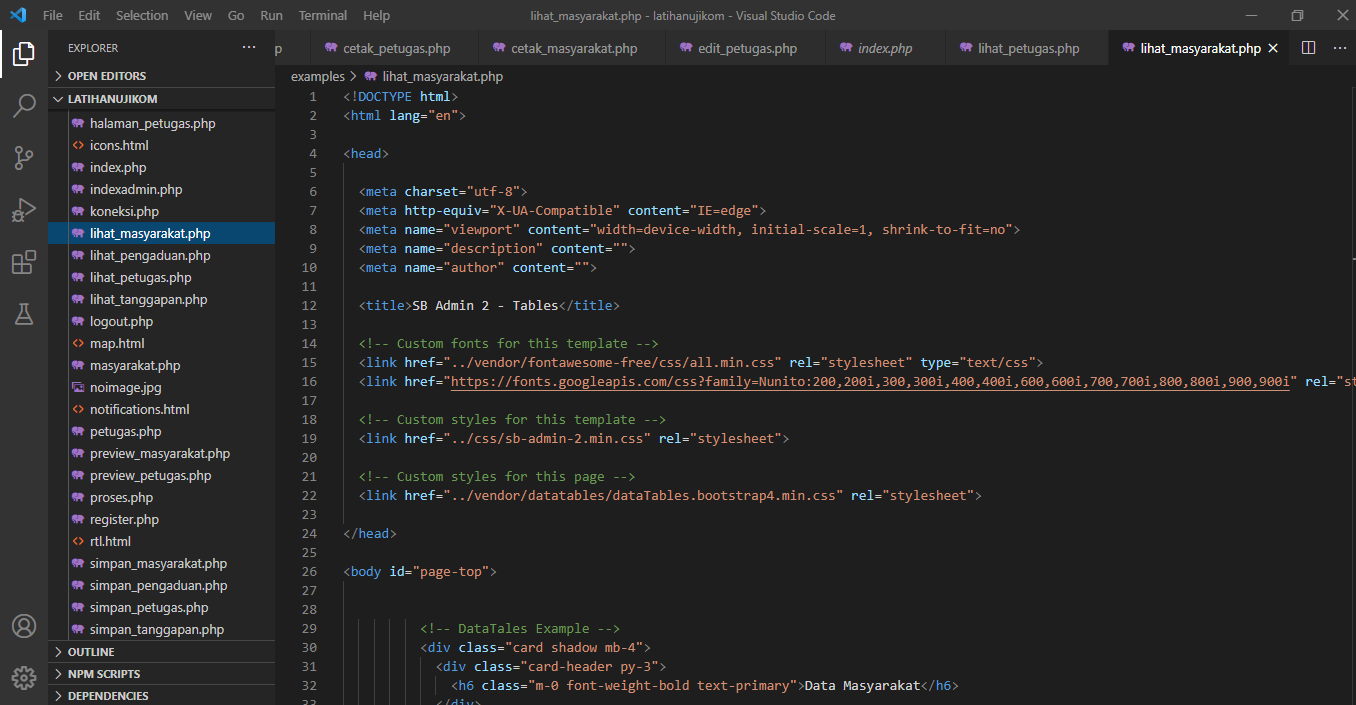 File Edit Selection View Go Run Terminal Help lihat_masyarakat.php - latihanujikom - Visual Studio Code
EXPLORER ...
p cetak_petugas.php cetak_masyarakat.php edit_petugas.php index.php lihat_petugas.php lihat_masyarakat.php
OPEN EDITORS
LATIHANUJIKOM
halaman_petugas.php
icons.html
index.php
indexadmin.php
koneksi.php
lihat_masyarakat.php
lihat_pengaduan.php
lihat_petugas.php
lihat_tanggapan.php
logout.php
map.html
masyarakat.php
noimage.jpg
notifications.html
petugas.php
preview_masyarakat.php
preview_petugas.php
proses.php
register.php
rtl.html
simpan_masyarakat.php
simpan_pengaduan.php
simpan_petugas.php
simpan_tanggapan.php
OUTLINE
NPM SCRIPTS
DEPENDENCIES
examples > lihat_masyarakat.php
1 <!DOCTYPE html>
2 <html lang="en">
3
4 <head>
5
6 <meta charset="utf-8">
7 <meta http-equiv="X-UA-Compatible" content="IE=edge">
8 <meta name="viewport" content="width=device-width, initial-scale=1, shrink-to-fit=no">
9 <meta name="description" content="">
10 <meta name="author" content="">
11
12 <title>SB Admin 2 - Tables</title>
13
14 <!-- Custom fonts for this template -->
15 <link href="../vendor/fontawesome-free/css/all.min.css" rel="stylesheet" type="text/css">
16 <link href="https://fonts.googleapis.com/css?family=Nunito:200,200i,300,300i,400,400i,600,600i,700,700i,800,800i,900,900i" rel="st
17
18 <!-- Custom styles for this template -->
19 <link href="../css/sb-admin-2.min.css" rel="stylesheet">
20
21 <!-- Custom styles for this page -->
22 <link href="../vendor/datatables/dataTables.bootstrap4.min.css" rel="stylesheet">
23
24 </head>
25
26 <body id="page-top">
27
28
29 <!-- DataTales Example -->
30 <div class="card shadow mb-4">
31 <div class="card-header py-3">
32 <h6 class="m-0 font-weight-bold text-primary">Data Masyarakat</h6>
33 </div>